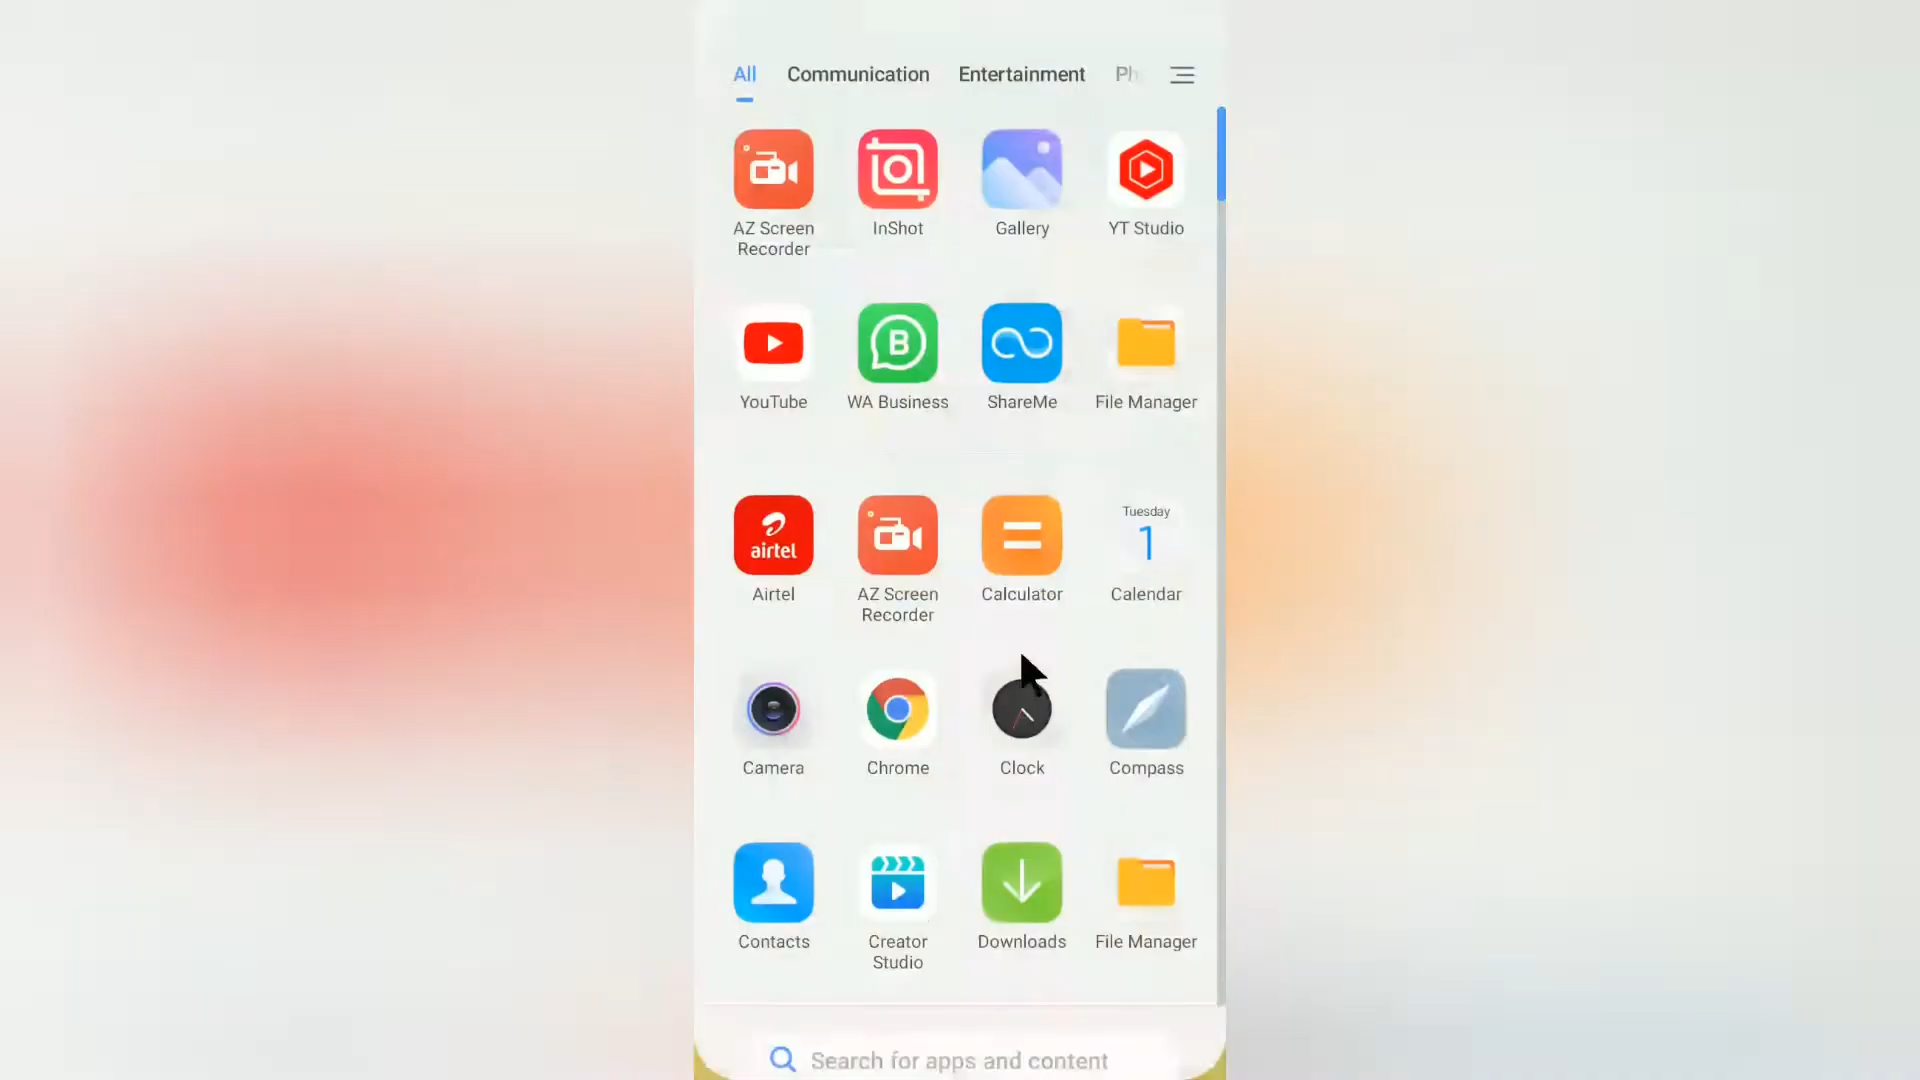 All Communication Entertainment Ph
AZ Screen InShot Gallery YT Studio
Recorder
B
YouTube WA Business ShareMe File Manager
airtel
Tuesday
1
Airtel AZ Screen Calculator Calendar
Recorder
Camera Chrome Clock Compass
Contacts Creator Downloads File Manager
Studio
Search for apps and content